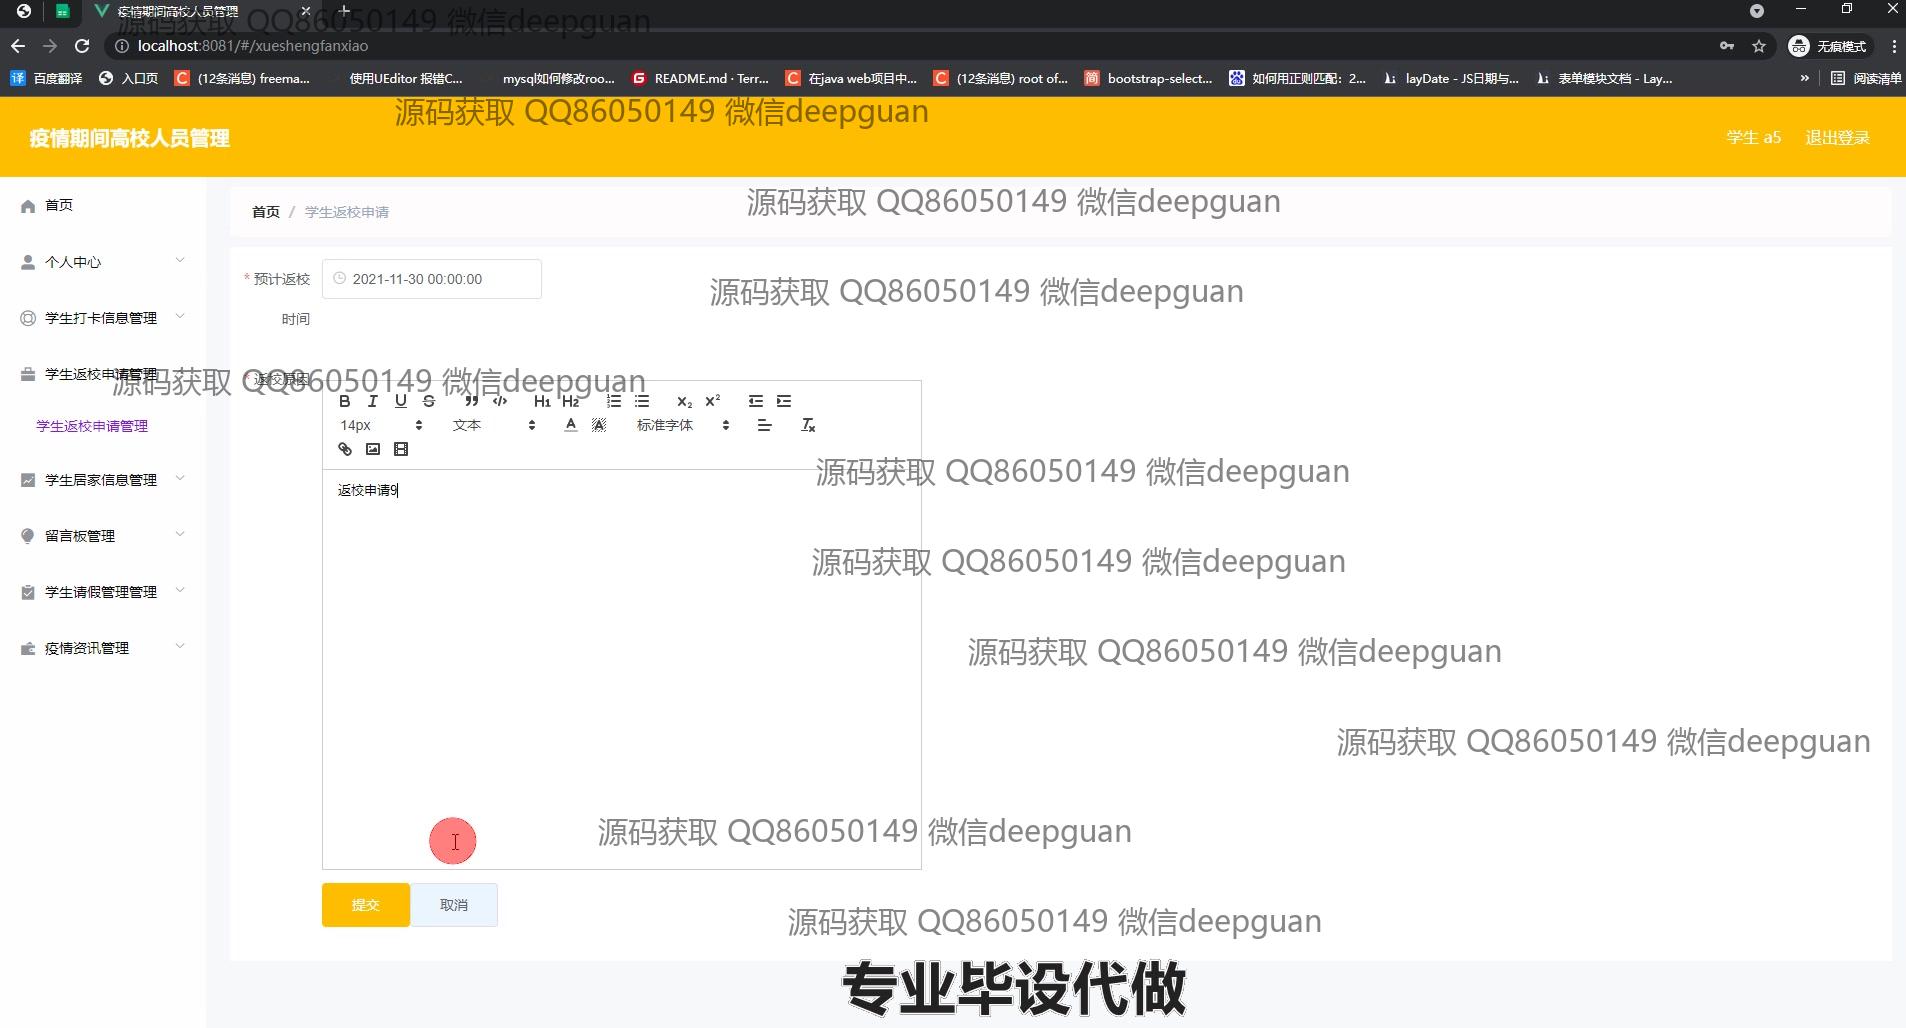 疫情期间高校人员管理
源码获取 QQ86050149 微信deepguan
localhost:8081/#/xueshengfanxiao
无痕模式
百度翻译 入口页 (12条消息) freema... 使用UEditor 报错C... mysql如何修改roo... README.md · Terr... 在java web项目中... (12条消息) root of... bootstrap-select... 如何用正则匹配：2... layDate - JS日期与... 表单模块文档 - Lay... » 阅读清单
源码获取 QQ86050149 微信deepguan
疫情期间高校人员管理
学生 a5 退出登录
源码获取 QQ86050149 微信deepguan
首页
首页 / 学生返校申请
个人中心
* 预计返校
2021-11-30 00:00:00
源码获取 QQ86050149 微信deepguan
学生打卡信息管理
时间
学生返校申请管理
* 返校原因
源码获取 QQ86050149 微信deepguan
B I U S H1 H2 X2 X2
14px 文本 A A 标准字体 Tx
学生返校申请管理
源码获取 QQ86050149 微信deepguan
学生居家信息管理
返校申请9
留言板管理
源码获取 QQ86050149 微信deepguan
学生请假管理管理
疫情资讯管理
源码获取 QQ86050149 微信deepguan
源码获取 QQ86050149 微信deepguan
源码获取 QQ86050149 微信deepguan
提交 取消
源码获取 QQ86050149 微信deepguan
专业毕设代做